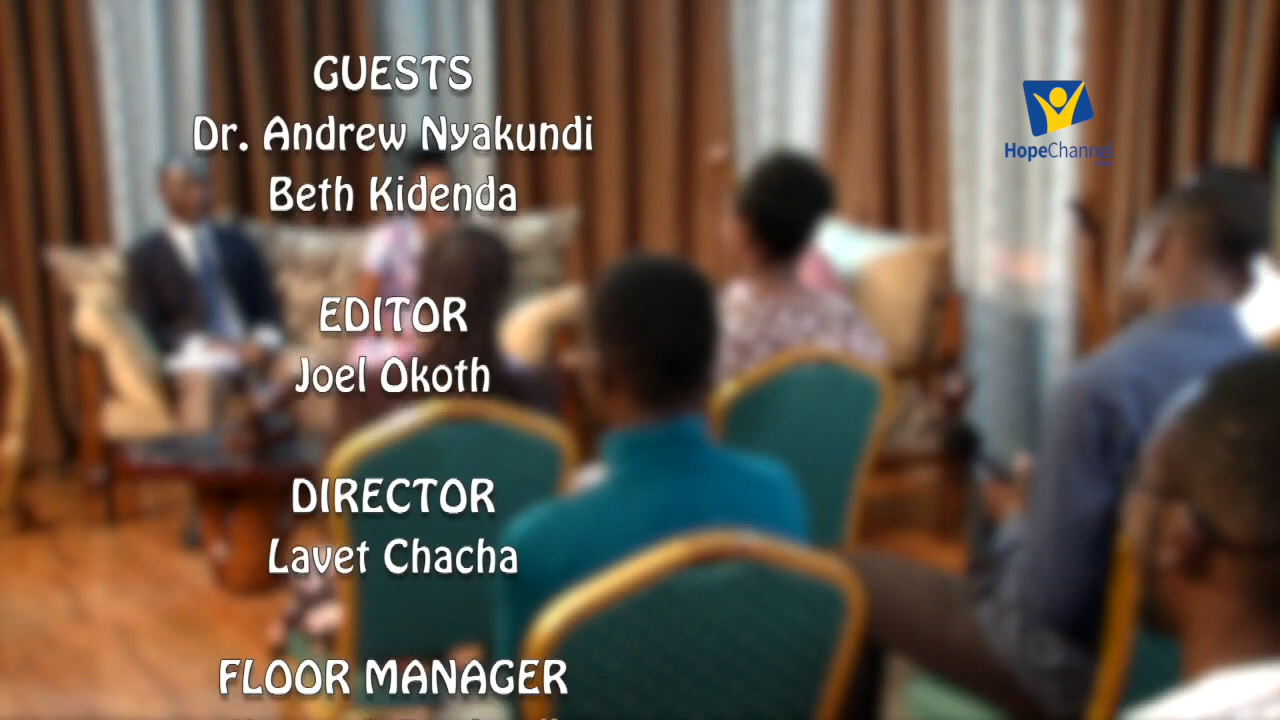 GUESTS
Dr. Andrew Nyakundi
Beth Kidenda
HopeChannel
EDITOR
Joel Okoth
DIRECTOR
Lavet Chacha
FLOOR MANAGER